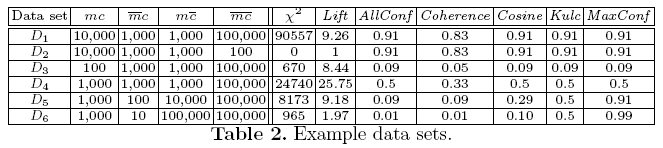 Data set mc m̅c mc̅ m̅c̅ χ² Lift AllConf Coherence Cosine Kulc MaxConf
D₁ 10,000 1,000 1,000 100,000 90557 9.26 0.91 0.83 0.91 0.91 0.91
D₂ 10,000 1,000 1,000 100 0 1 0.91 0.83 0.91 0.91 0.91
D₃ 100 1,000 1,000 100,000 670 8.44 0.09 0.05 0.09 0.09 0.09
D₄ 1,000 1,000 1,000 100,000 24740 25.75 0.5 0.33 0.5 0.5 0.5
D₅ 1,000 100 10,000 100,000 8173 9.18 0.09 0.09 0.29 0.5 0.91
D₆ 1,000 10 100,000 100,000 965 1.97 0.01 0.01 0.10 0.5 0.99
Table 2. Example data sets.